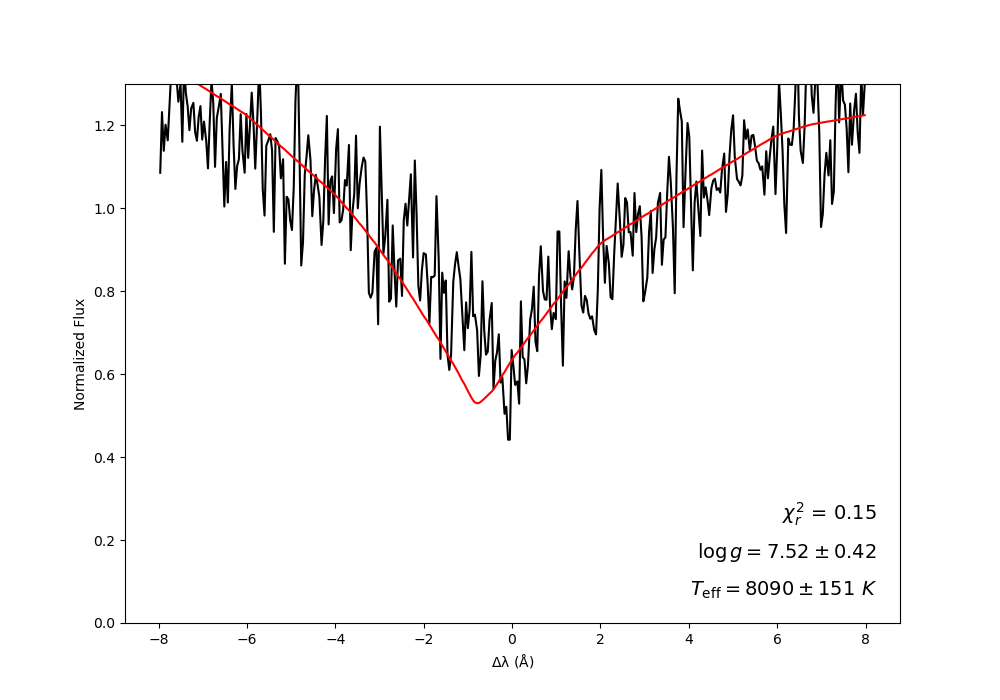 1.2
1.0
0.8
0.6
0.4
0.2
0.0
Normalized Flux
χ²ᵣ = 0.15
log g = 7.52 ± 0.42
T_eff = 8090 ± 151 K
−8 −6 −4 −2 0 2 4 6 8
Δλ (Å)